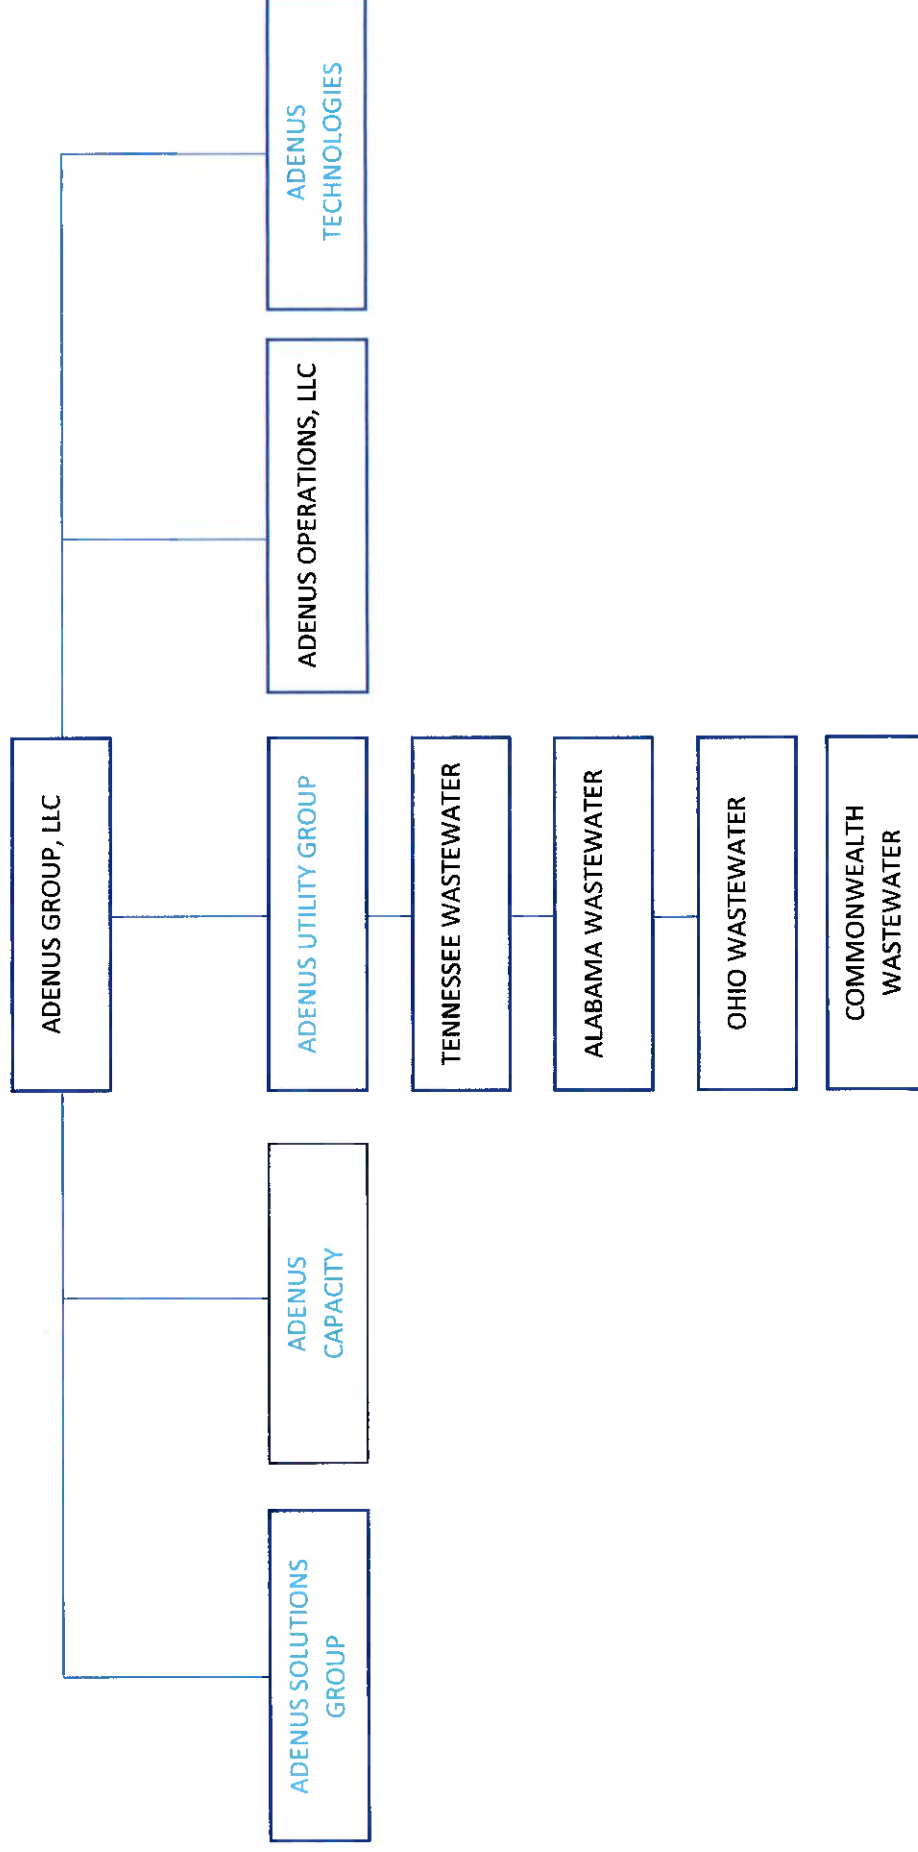 ADENUS GROUP, LLC
ADENUS SOLUTIONS
GROUP
ADENUS
CAPACITY
ADENUS UTILITY GROUP
ADENUS OPERATIONS, LLC
ADENUS
TECHNOLOGIES
TENNESSEE WASTEWATER
ALABAMA WASTEWATER
OHIO WASTEWATER
COMMONWEALTH
WASTEWATER